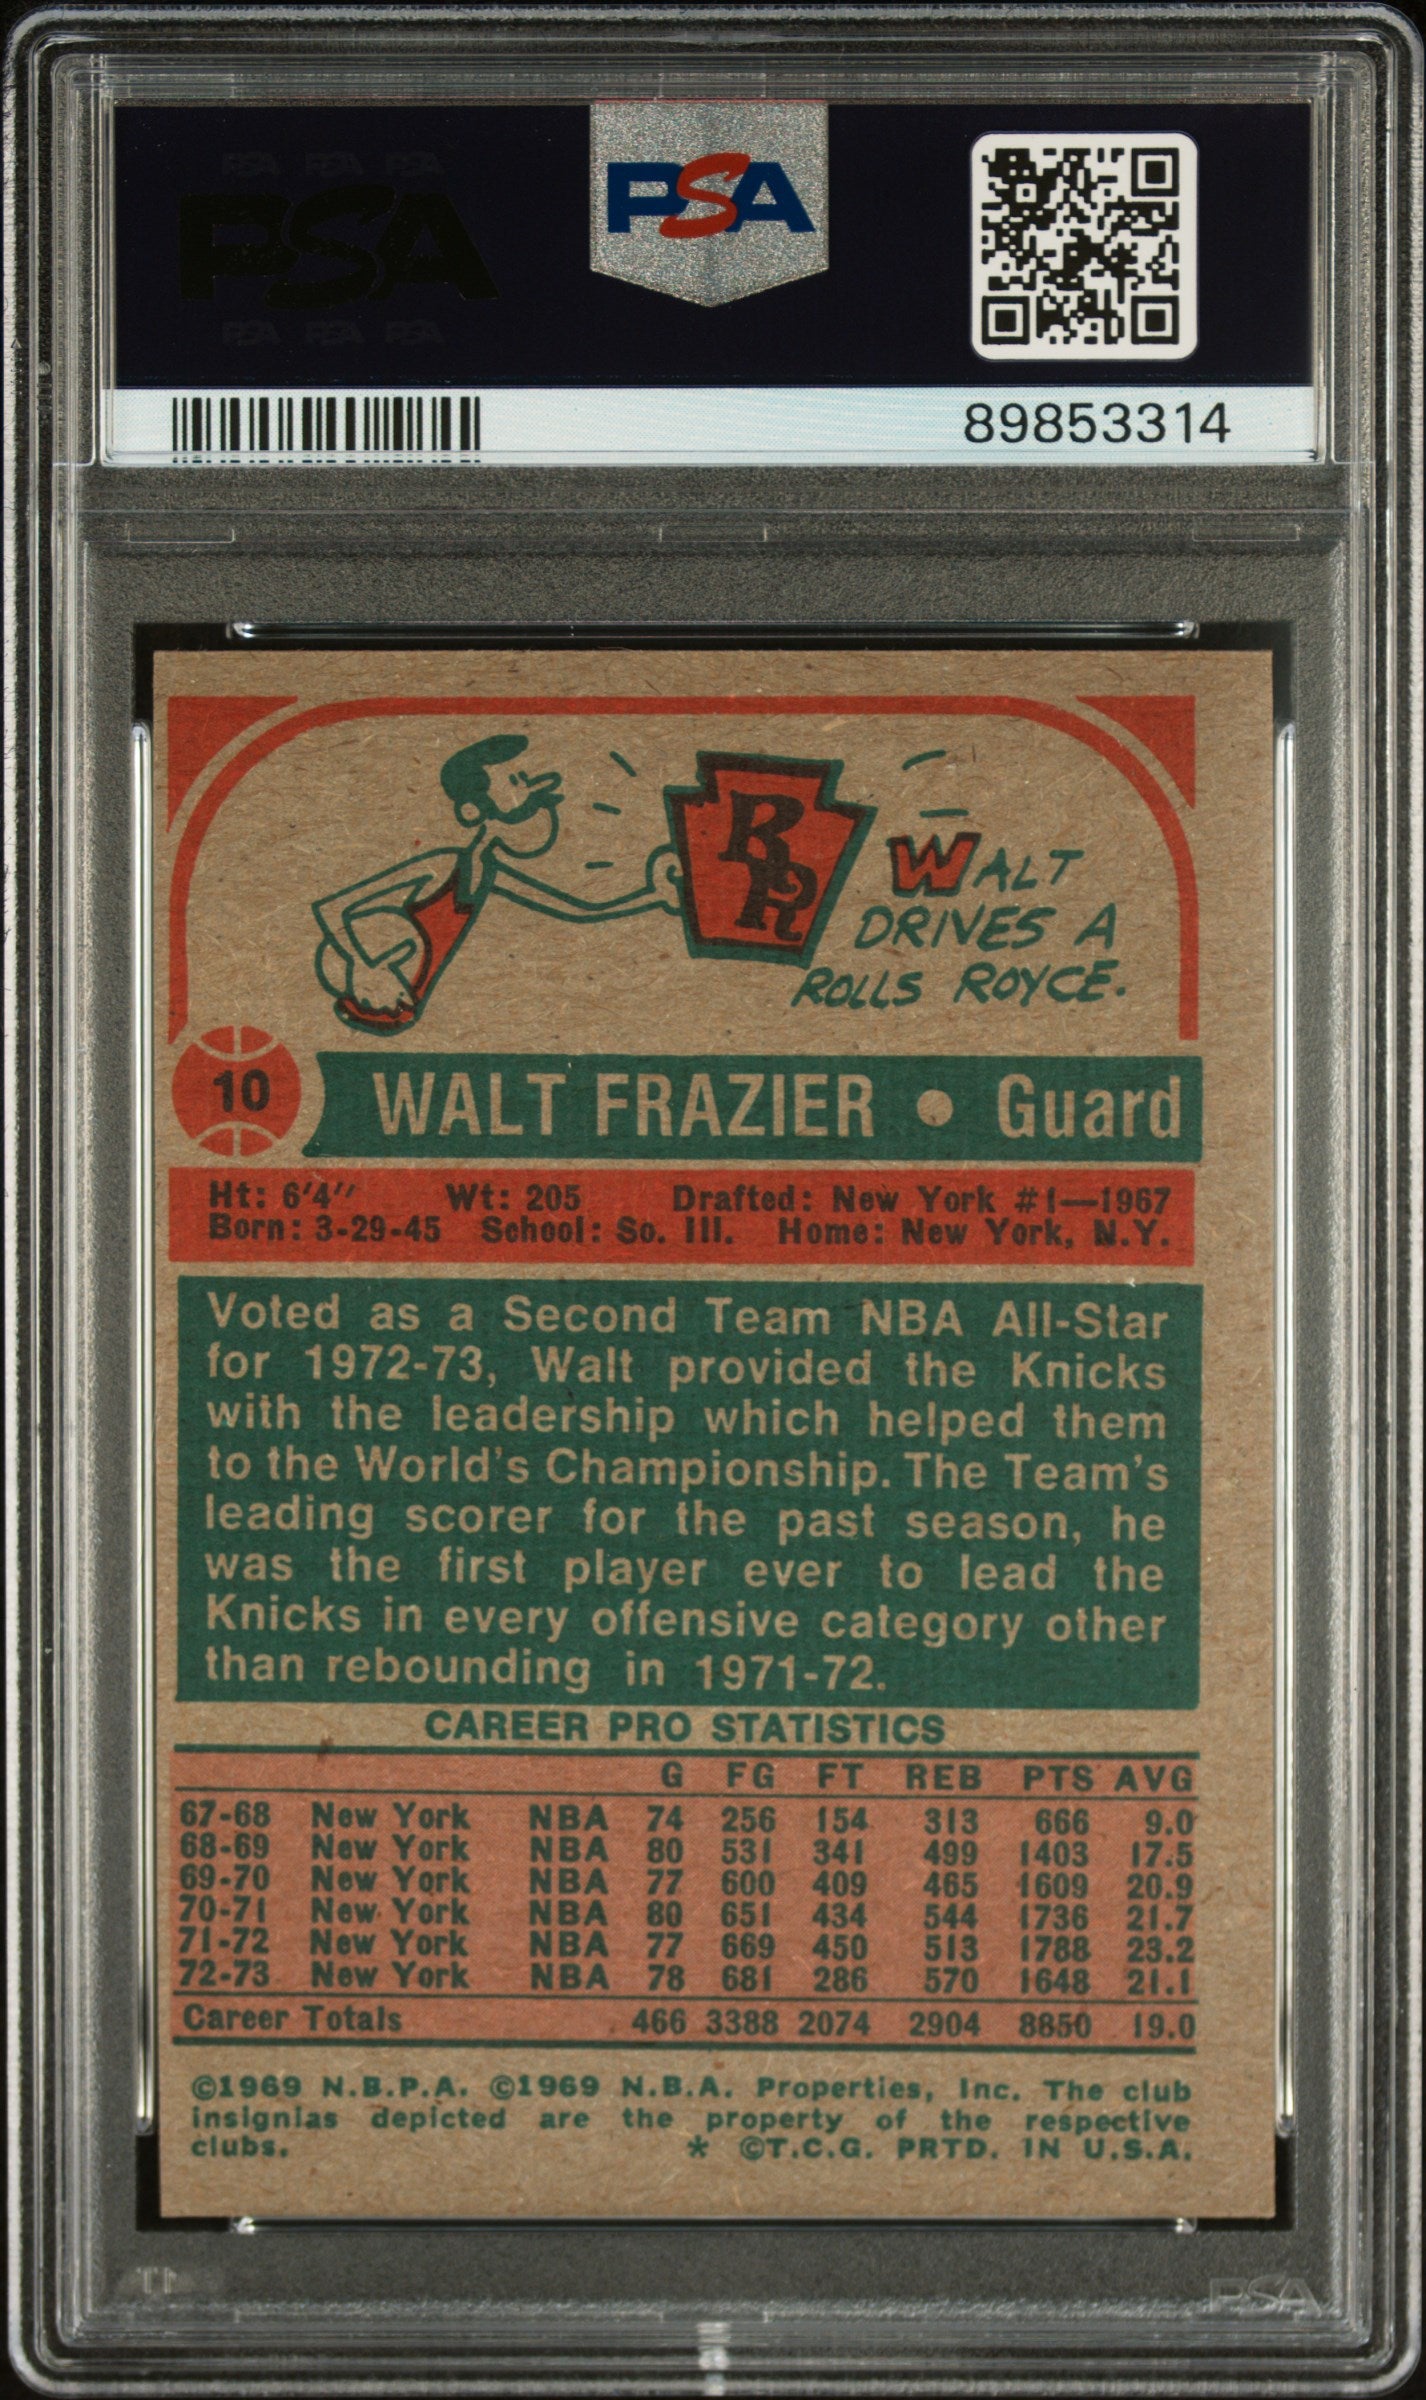 PSA PSA PSA
PSA
PSA PSA PSA
PSA
89853314
RR
WALT
DRIVES A
ROLLS ROYCE.
10
WALT FRAZIER • Guard
Ht: 6'4" Wt: 205 Drafted: New York #1—1967
Born: 3-29-45 School: So. Ill. Home: New York, N.Y.
Voted as a Second Team NBA All-Star
for 1972-73, Walt provided the Knicks
with the leadership which helped them
to the World's Championship. The Team's
leading scorer for the past season, he
was the first player ever to lead the
Knicks in every offensive category other
than rebounding in 1971-72.
CAREER PRO STATISTICS
G FG FT REB PTS AVG
67-68 New York NBA 74 256 154 313 666 9.0
68-69 New York NBA 80 531 341 499 1403 17.5
69-70 New York NBA 77 600 409 465 1609 20.9
70-71 New York NBA 80 651 434 544 1736 21.7
71-72 New York NBA 77 669 450 513 1788 23.2
72-73 New York NBA 78 681 286 570 1648 21.1
Career Totals 466 3388 2074 2904 8850 19.0
©1969 N.B.P.A. ©1969 N.B.A. Properties, Inc. The club
insignias depicted are the property of the respective
clubs. * ©T.C.G. PRTD. IN U.S.A.
PSA